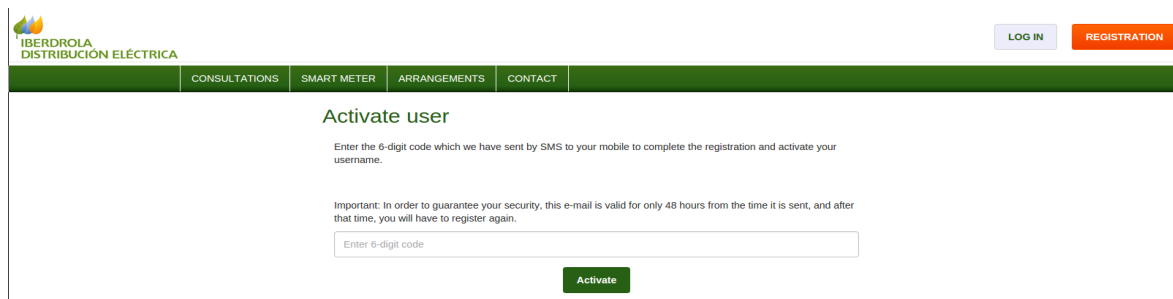 IBERDROLA
DISTRIBUCIÓN ELÉCTRICA
LOG IN
REGISTRATION
CONSULTATIONS
SMART METER
ARRANGEMENTS
CONTACT
Activate user
Enter the 6-digit code which we have sent by SMS to your mobile to complete the registration and activate your
username.
Important: In order to guarantee your security, this e-mail is valid for only 48 hours from the time it is sent, and after
that time, you will have to register again.
Enter 6-digit code
Activate